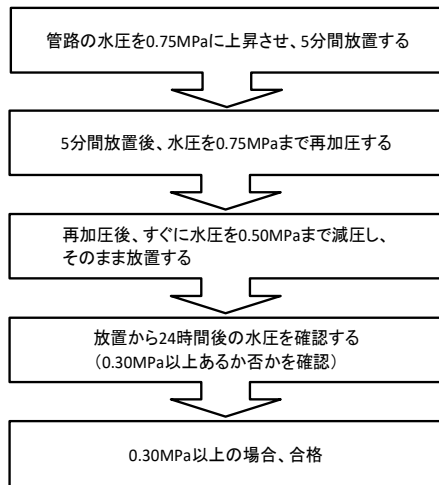 管路の水圧を0.75MPaに上昇させ、5分間放置する
5分間放置後、水圧を0.75MPaまで再加圧する
再加圧後、すぐに水圧を0.50MPaまで減圧し、
そのまま放置する
放置から24時間後の水圧を確認する
（0.30MPa以上あるか否かを確認）
0.30MPa以上の場合、合格